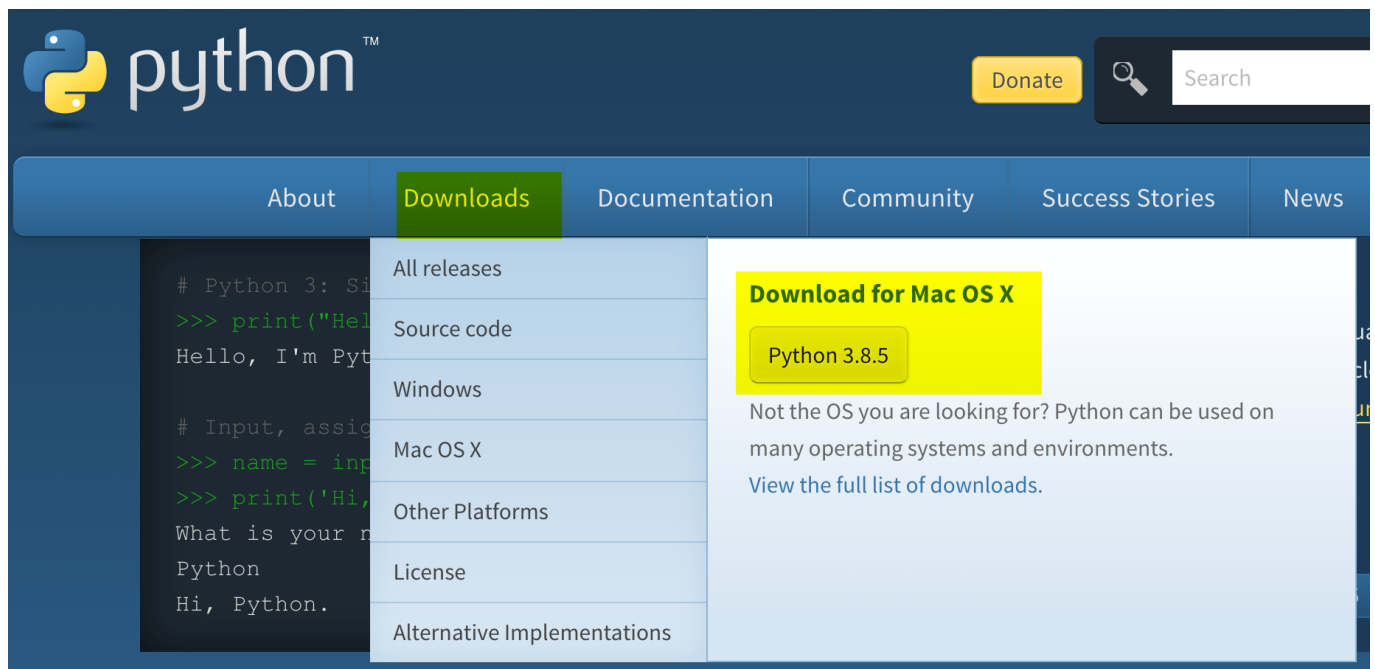 python™
Donate
Search
About
Downloads
Documentation
Community
Success Stories
News
# Python 3: Si
>>> print("Hel
Hello, I'm Pyt
# Input, assig
>>> name = inp
>>> print('Hi,
What is your n
Python
Hi, Python.
All releases
Source code
Windows
Mac OS X
Other Platforms
License
Alternative Implementations
Download for Mac OS X
Python 3.8.5
Not the OS you are looking for? Python can be used on
many operating systems and environments.
View the full list of downloads.